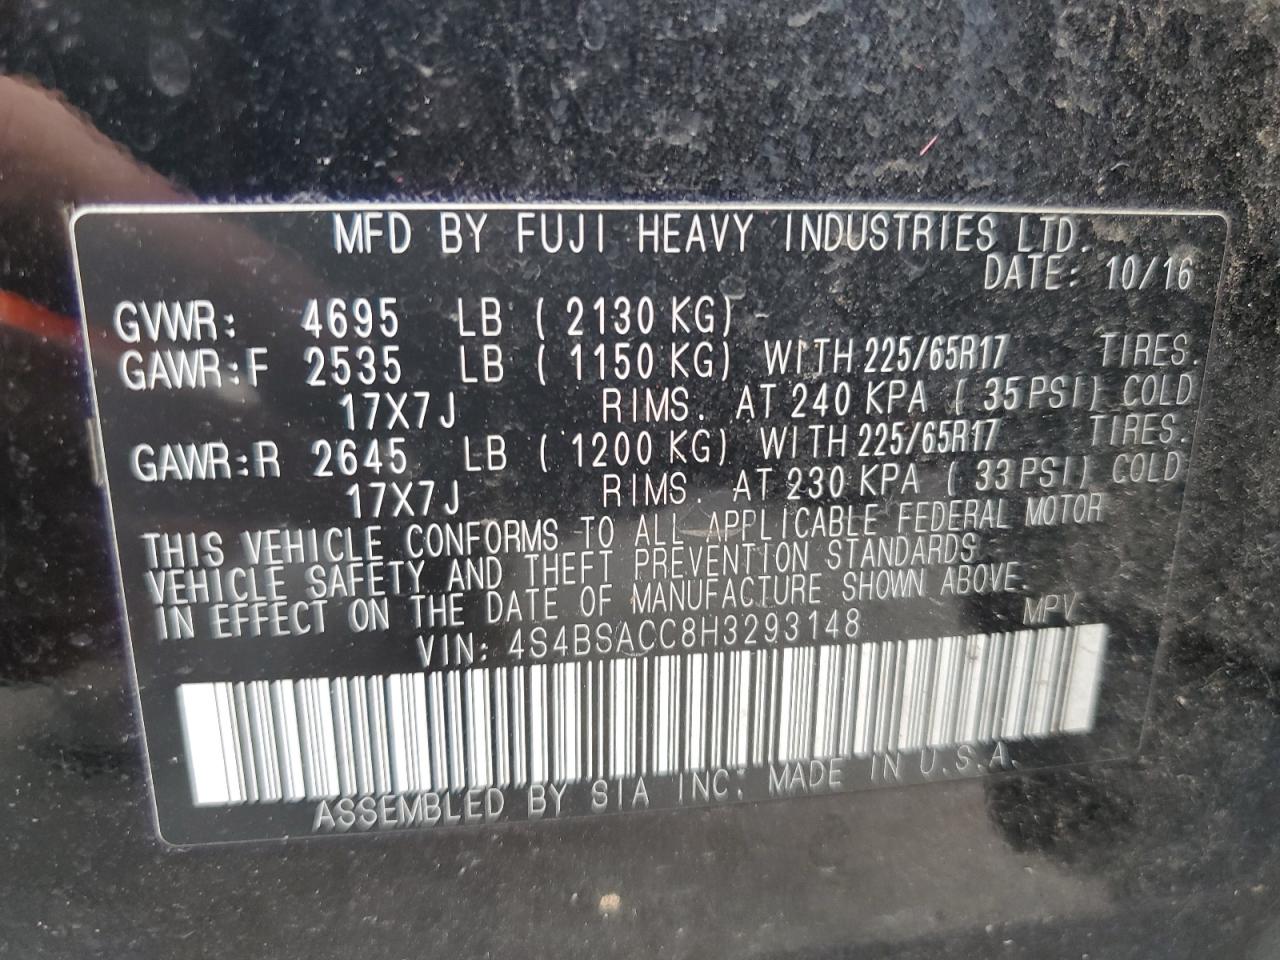 MFD BY FUJI HEAVY INDUSTRIES LTD.
DATE: 10/16
GVWR: 4695 LB ( 2130 KG)
GAWR:F 2535 LB ( 1150 KG) WITH 225/65R17 TIRES.
17X7J RIMS. AT 240 KPA ( 35 PSI) COLD
GAWR:R 2645 LB ( 1200 KG) WITH 225/65R17 TIRES.
17X7J RIMS. AT 230 KPA ( 33 PSI) COLD
THIS VEHICLE CONFORMS TO ALL APPLICABLE FEDERAL MOTOR
VEHICLE SAFETY AND THEFT PREVENTION STANDARDS
IN EFFECT ON THE DATE OF MANUFACTURE SHOWN ABOVE.
VIN: 4S4BSACC8H3293148 MPV
ASSEMBLED BY SIA INC. MADE IN U.S.A.